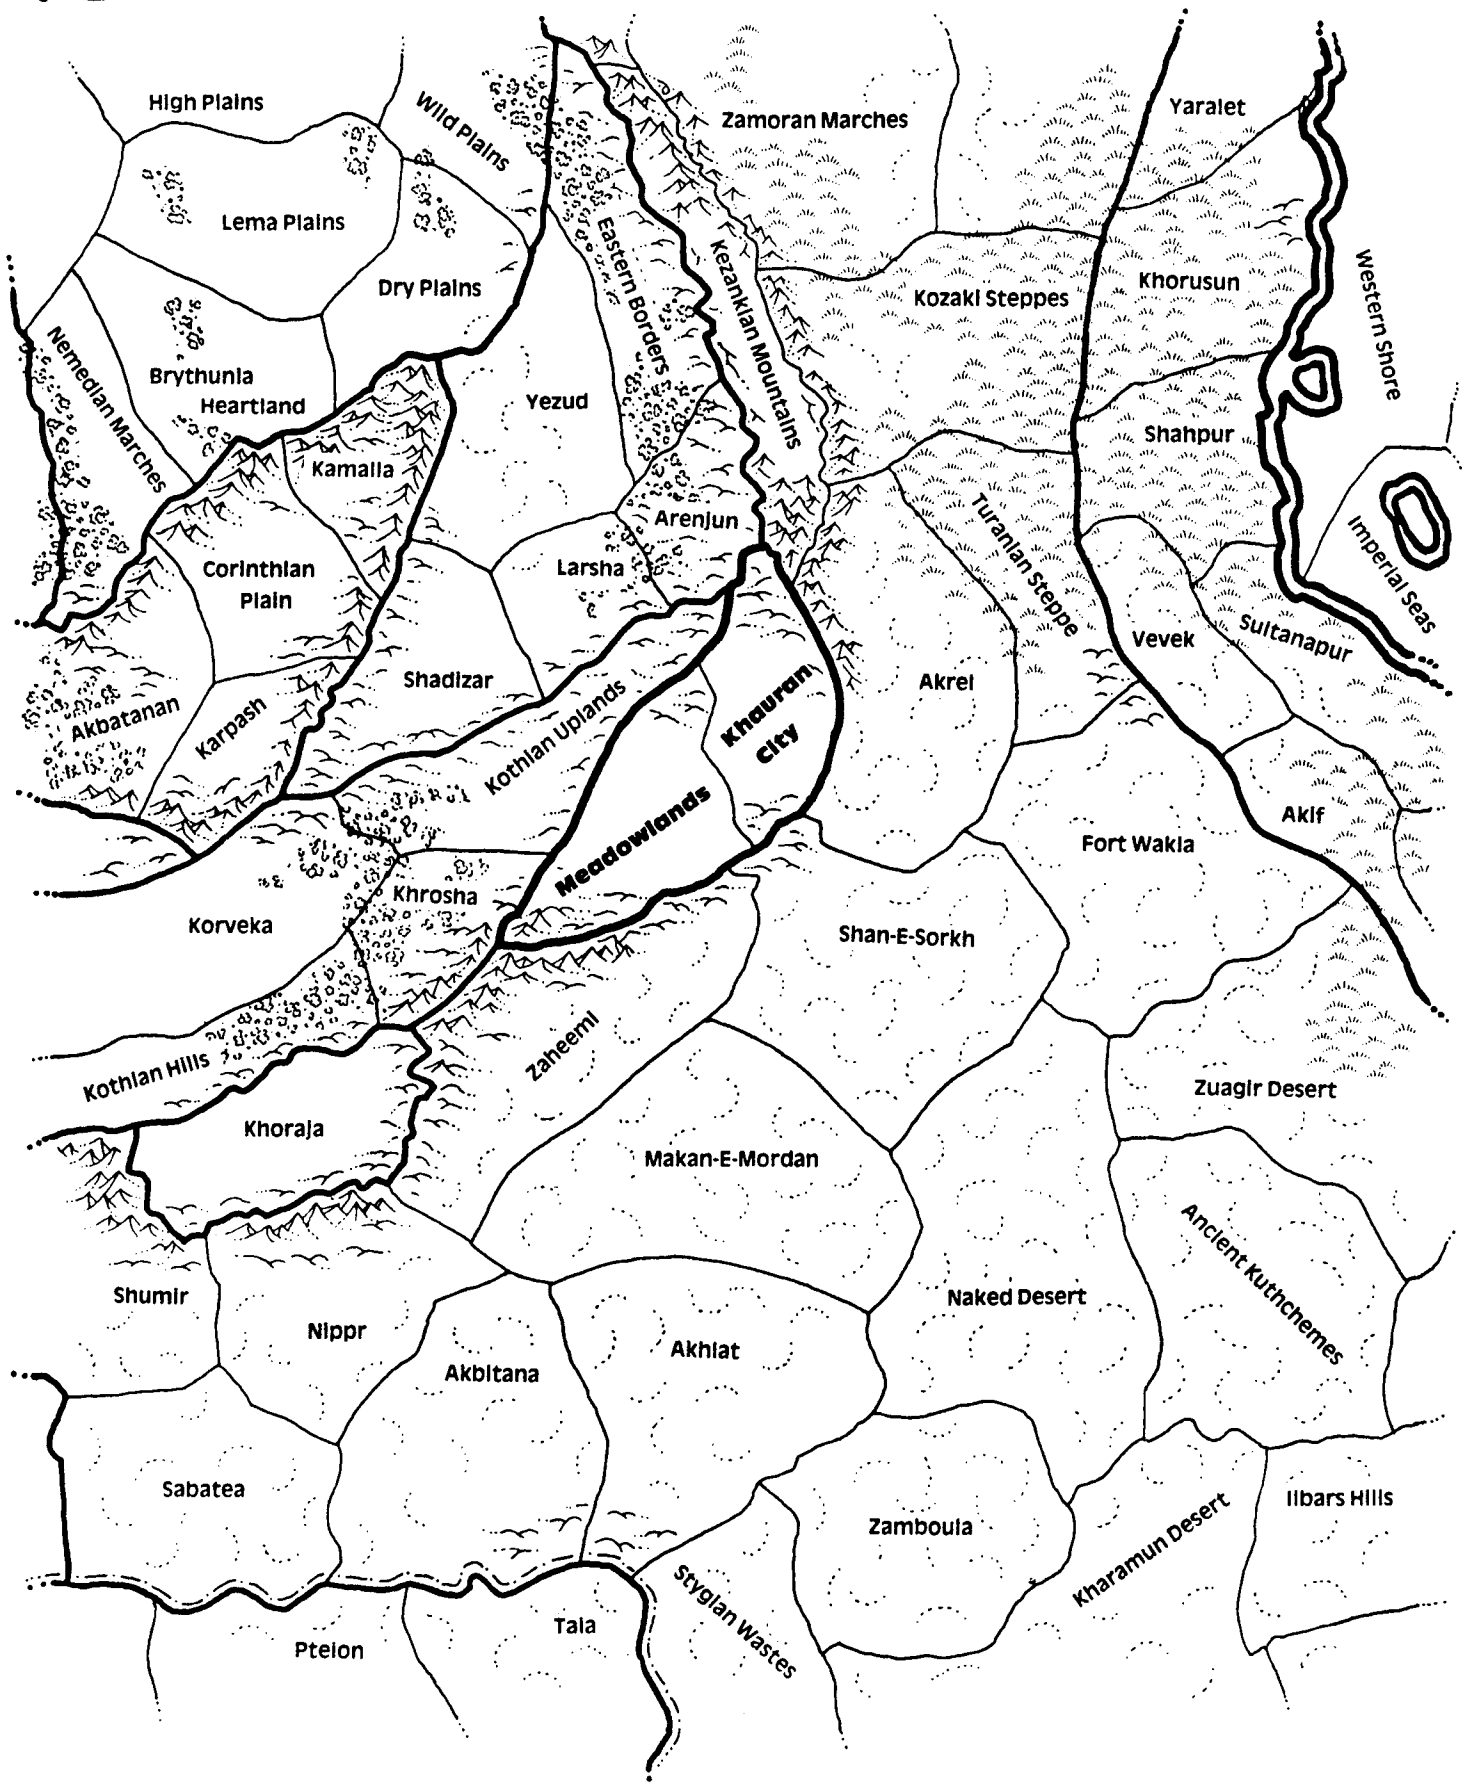 High Plains
Wild Plains
Zamoran Marches
Yaralet
Lema Plains
Dry Plains
Eastern Borders
Kezankian Mountains
Kozaki Steppes
Khorusun
Western Shore
Nemedian Marches
Brythunia
Heartland
Yezud
Shahpur
Kamalla
Arenjun
Turanian Steppe
Imperial Seas
Corinthian
Plain
Larsha
Vevek
Sultanapur
Shadizar
Akrel
Akbatanan
Karpash
Kothian Uplands
Khauran
City
Meadowlands
Akif
Fort Wakla
Korveka
Khrosha
Shan-E-Sorkh
Kothian Hills
Zaheemi
Zuagir Desert
Khoraja
Makan-E-Mordan
Ancient Kuthchemes
Shumir
Nippr
Naked Desert
Akbitana
Akhlat
Sabatea
Zamboula
Kharamun Desert
Ilbars Hills
Stygian Wastes
Pteion
Taia